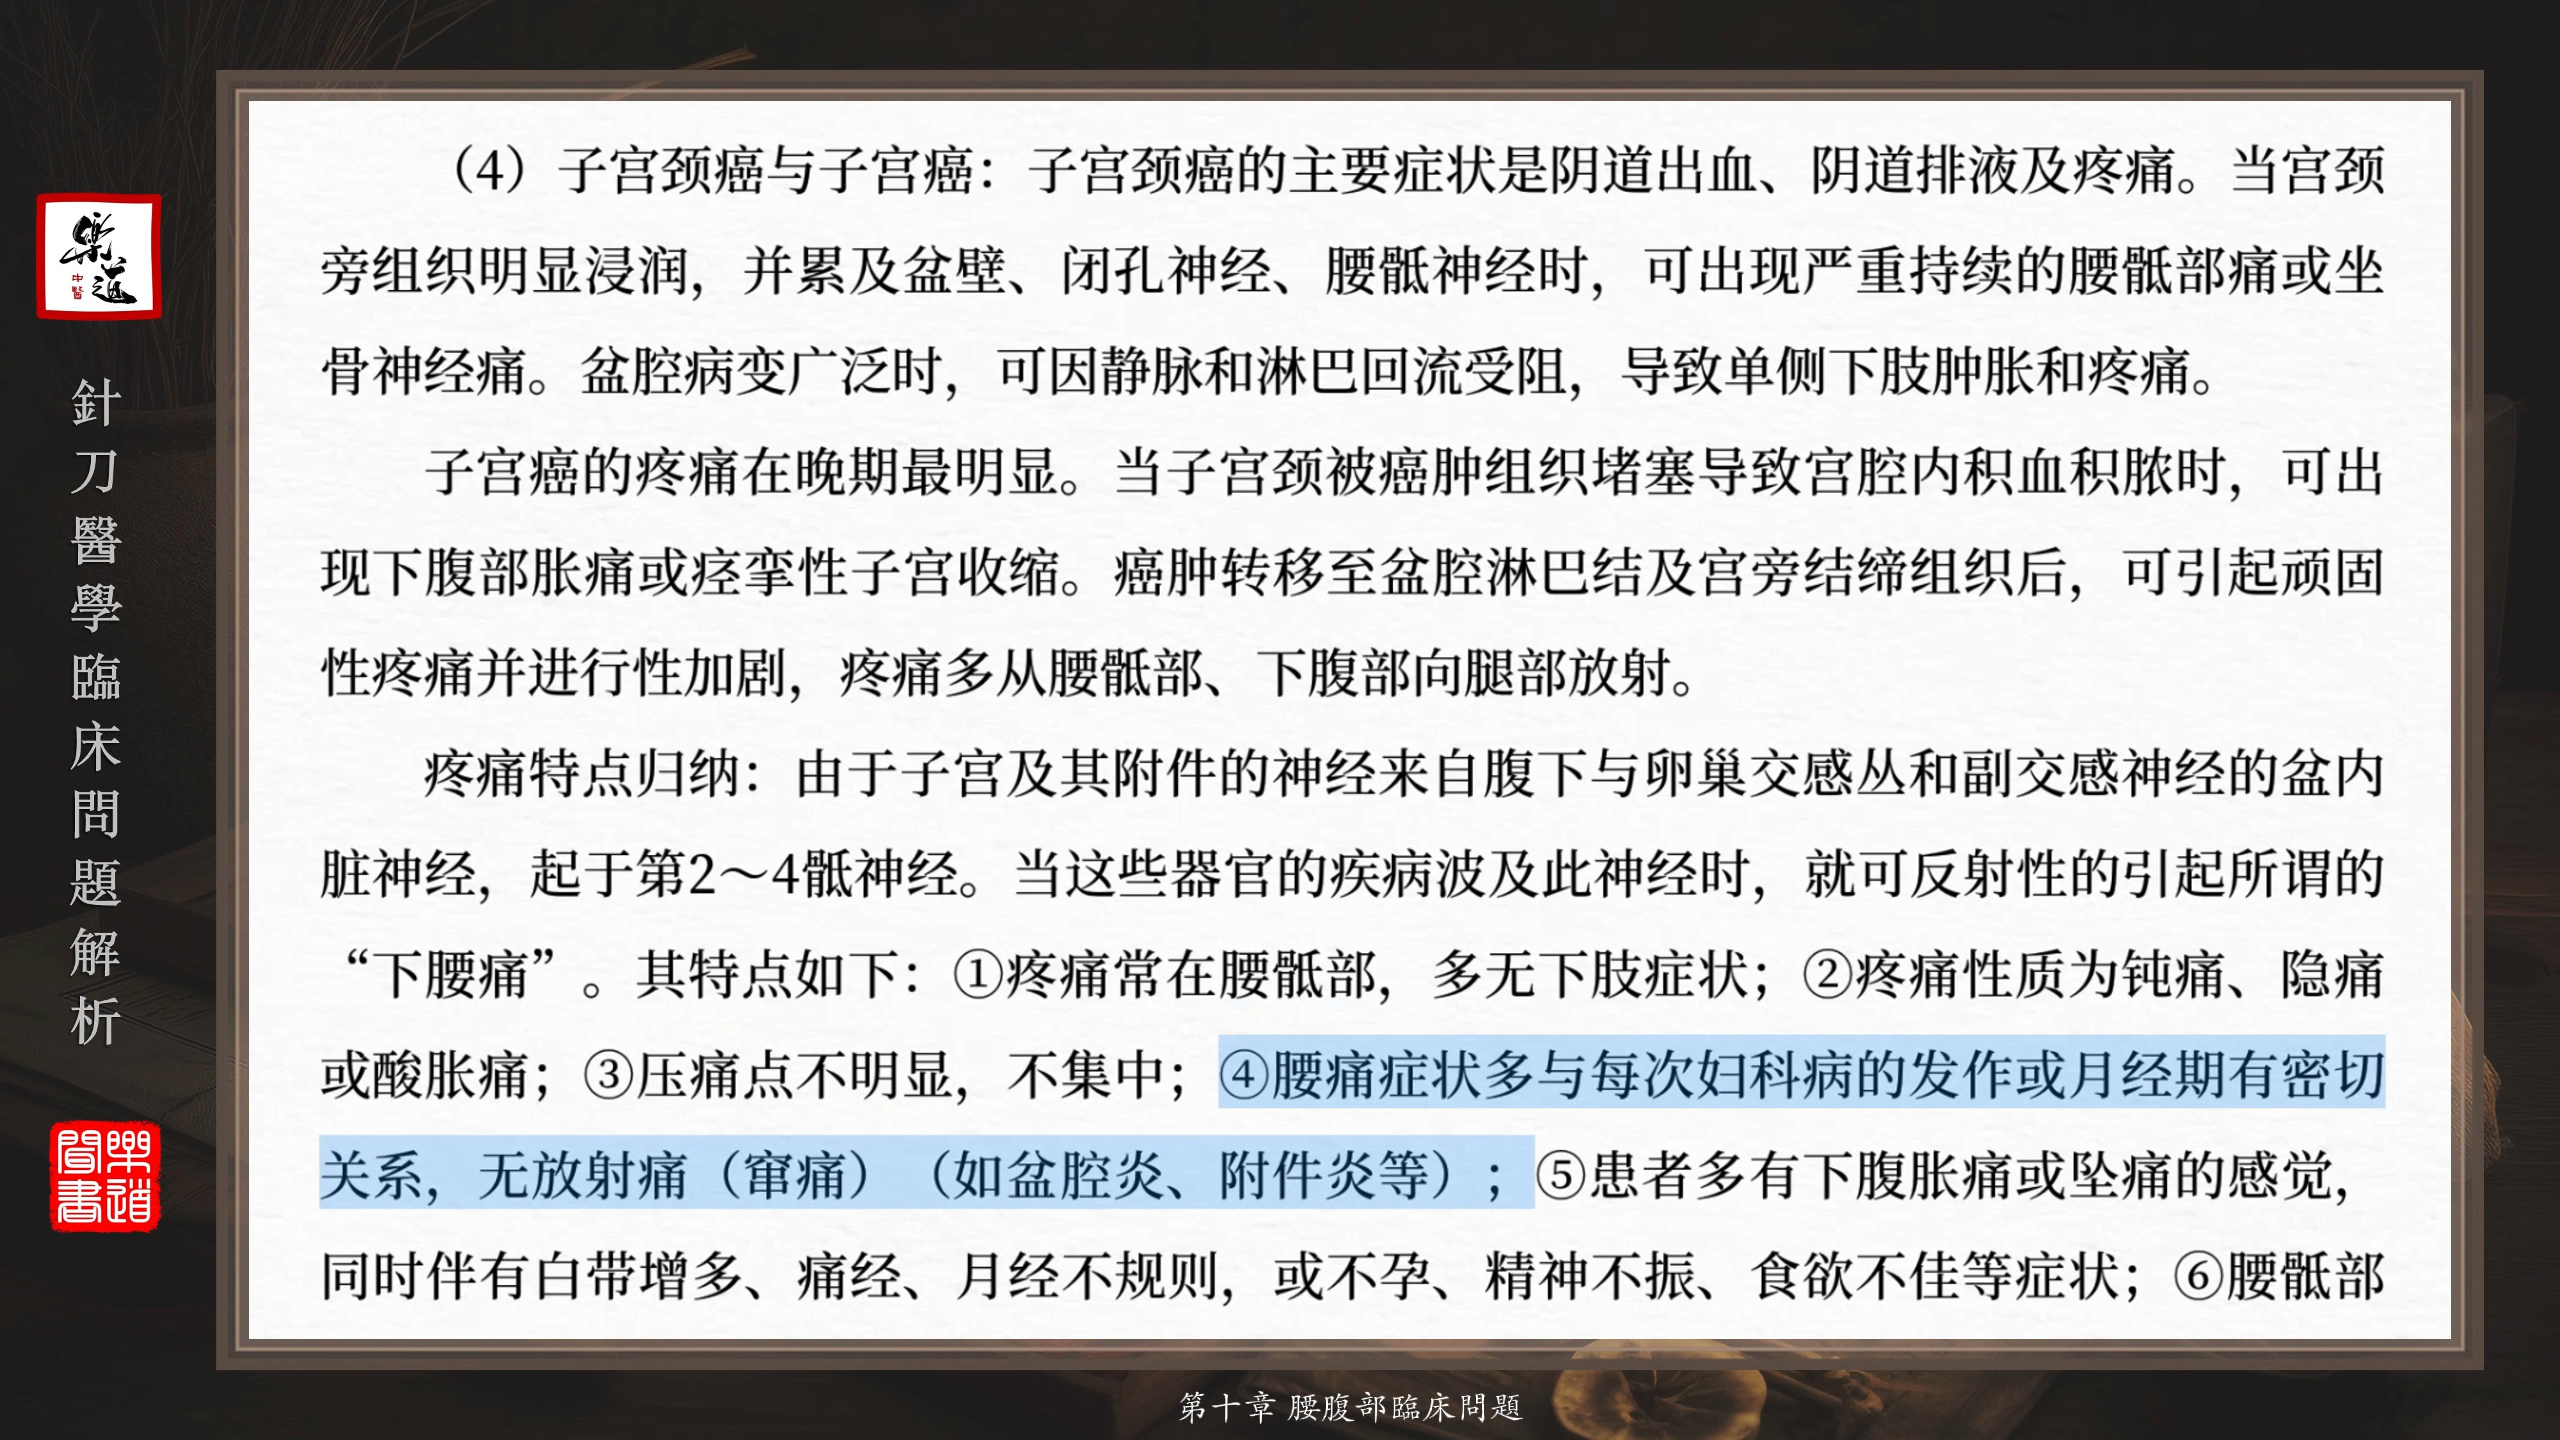 樂道
中醫
針刀醫學臨床問題解析
樂道
閒書
（4）子宫颈癌与子宫癌：子宫颈癌的主要症状是阴道出血、阴道排液及疼痛。当宫颈
旁组织明显浸润，并累及盆壁、闭孔神经、腰骶神经时，可出现严重持续的腰骶部痛或坐
骨神经痛。盆腔病变广泛时，可因静脉和淋巴回流受阻，导致单侧下肢肿胀和疼痛。
子宫癌的疼痛在晚期最明显。当子宫颈被癌肿组织堵塞导致宫腔内积血积脓时，可出
现下腹部胀痛或痉挛性子宫收缩。癌肿转移至盆腔淋巴结及宫旁结缔组织后，可引起顽固
性疼痛并进行性加剧，疼痛多从腰骶部、下腹部向腿部放射。
疼痛特点归纳：由于子宫及其附件的神经来自腹下与卵巢交感丛和副交感神经的盆内
脏神经，起于第2～4骶神经。当这些器官的疾病波及此神经时，就可反射性的引起所谓的
“下腰痛”。其特点如下：①疼痛常在腰骶部，多无下肢症状；②疼痛性质为钝痛、隐痛
或酸胀痛；③压痛点不明显，不集中；④腰痛症状多与每次妇科病的发作或月经期有密切
关系，无放射痛（窜痛）（如盆腔炎、附件炎等）；⑤患者多有下腹胀痛或坠痛的感觉，
同时伴有白带增多、痛经、月经不规则，或不孕、精神不振、食欲不佳等症状；⑥腰骶部
第十章 腰腹部臨床問題